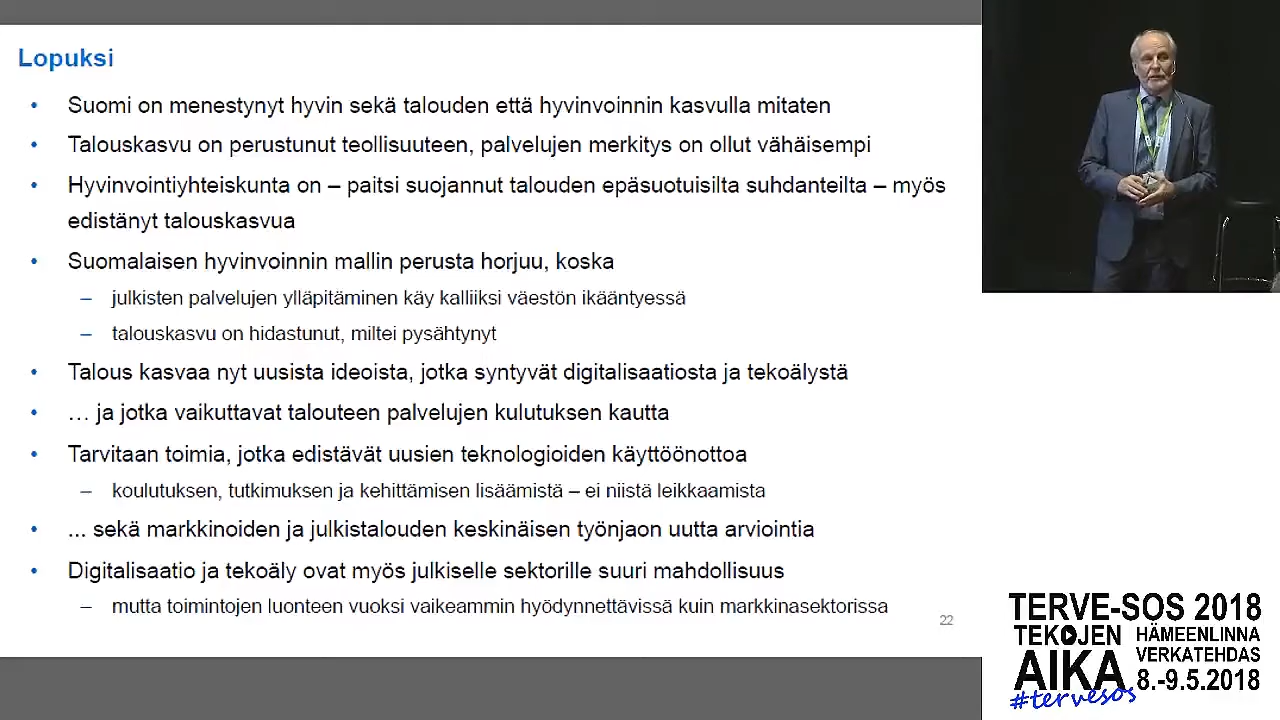 Lopuksi
• Suomi on menestynyt hyvin sekä talouden että hyvinvoinnin kasvulla mitaten
• Talouskasvu on perustunut teollisuuteen, palvelujen merkitys on ollut vähäisempi
• Hyvinvointiyhteiskunta on – paitsi suojannut talouden epäsuotuisilta suhdanteilta – myös
edistänyt talouskasvua
• Suomalaisen hyvinvoinnin mallin perusta horjuu, koska
– julkisten palvelujen ylläpitäminen käy kalliiksi väestön ikääntyessä
– talouskasvu on hidastunut, miltei pysähtynyt
• Talous kasvaa nyt uusista ideoista, jotka syntyvät digitalisaatiosta ja tekoälystä
• … ja jotka vaikuttavat talouteen palvelujen kulutuksen kautta
• Tarvitaan toimia, jotka edistävät uusien teknologioiden käyttöönottoa
– koulutuksen, tutkimuksen ja kehittämisen lisäämistä – ei niistä leikkaamista
• ... sekä markkinoiden ja julkistalouden keskinäisen työnjaon uutta arviointia
• Digitalisaatio ja tekoäly ovat myös julkiselle sektorille suuri mahdollisuus
– mutta toimintojen luonteen vuoksi vaikeammin hyödynnettävissä kuin markkinasektorissa
22
TERVE-SOS 2018
TEKOJEN
AIKA
HÄMEENLINNA
VERKATEHDAS
8.-9.5.2018
#tervesos